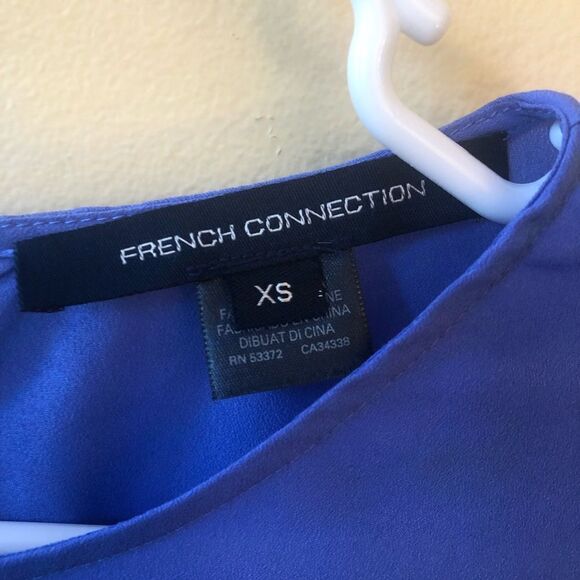 FRENCH CONNECTION
XS
DIBUAT DI CINA
RN 53372 CA34338